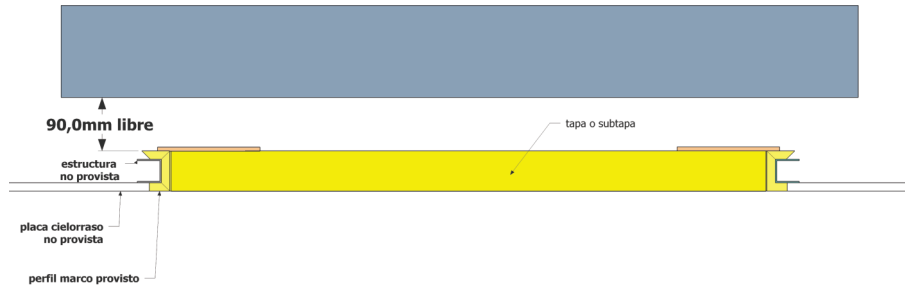 90,0mm libre
tapa o subtapa
estructura
no provista
placa cielorraso
no provista
perfil marco provisto